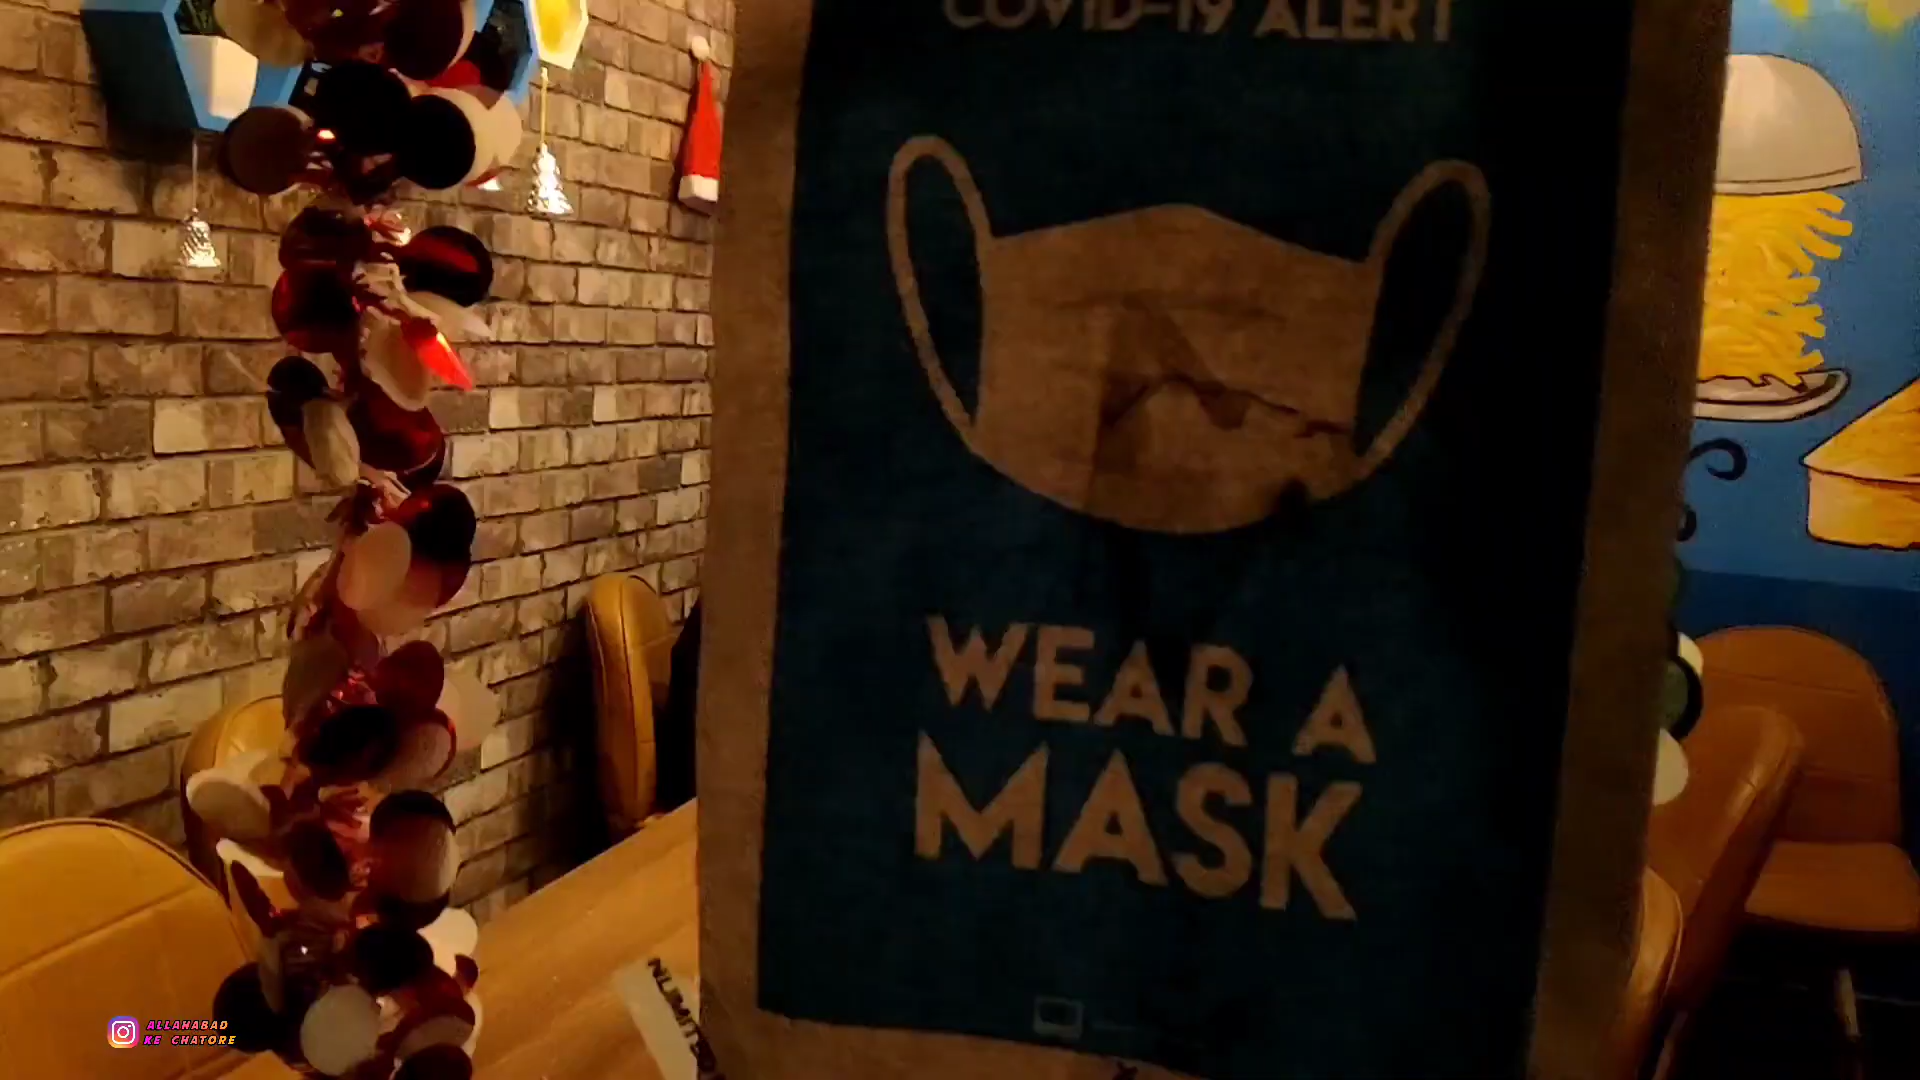 COVID-19 ALERT
WEAR A
MASK
ALLAHABAD
KE CHATORE